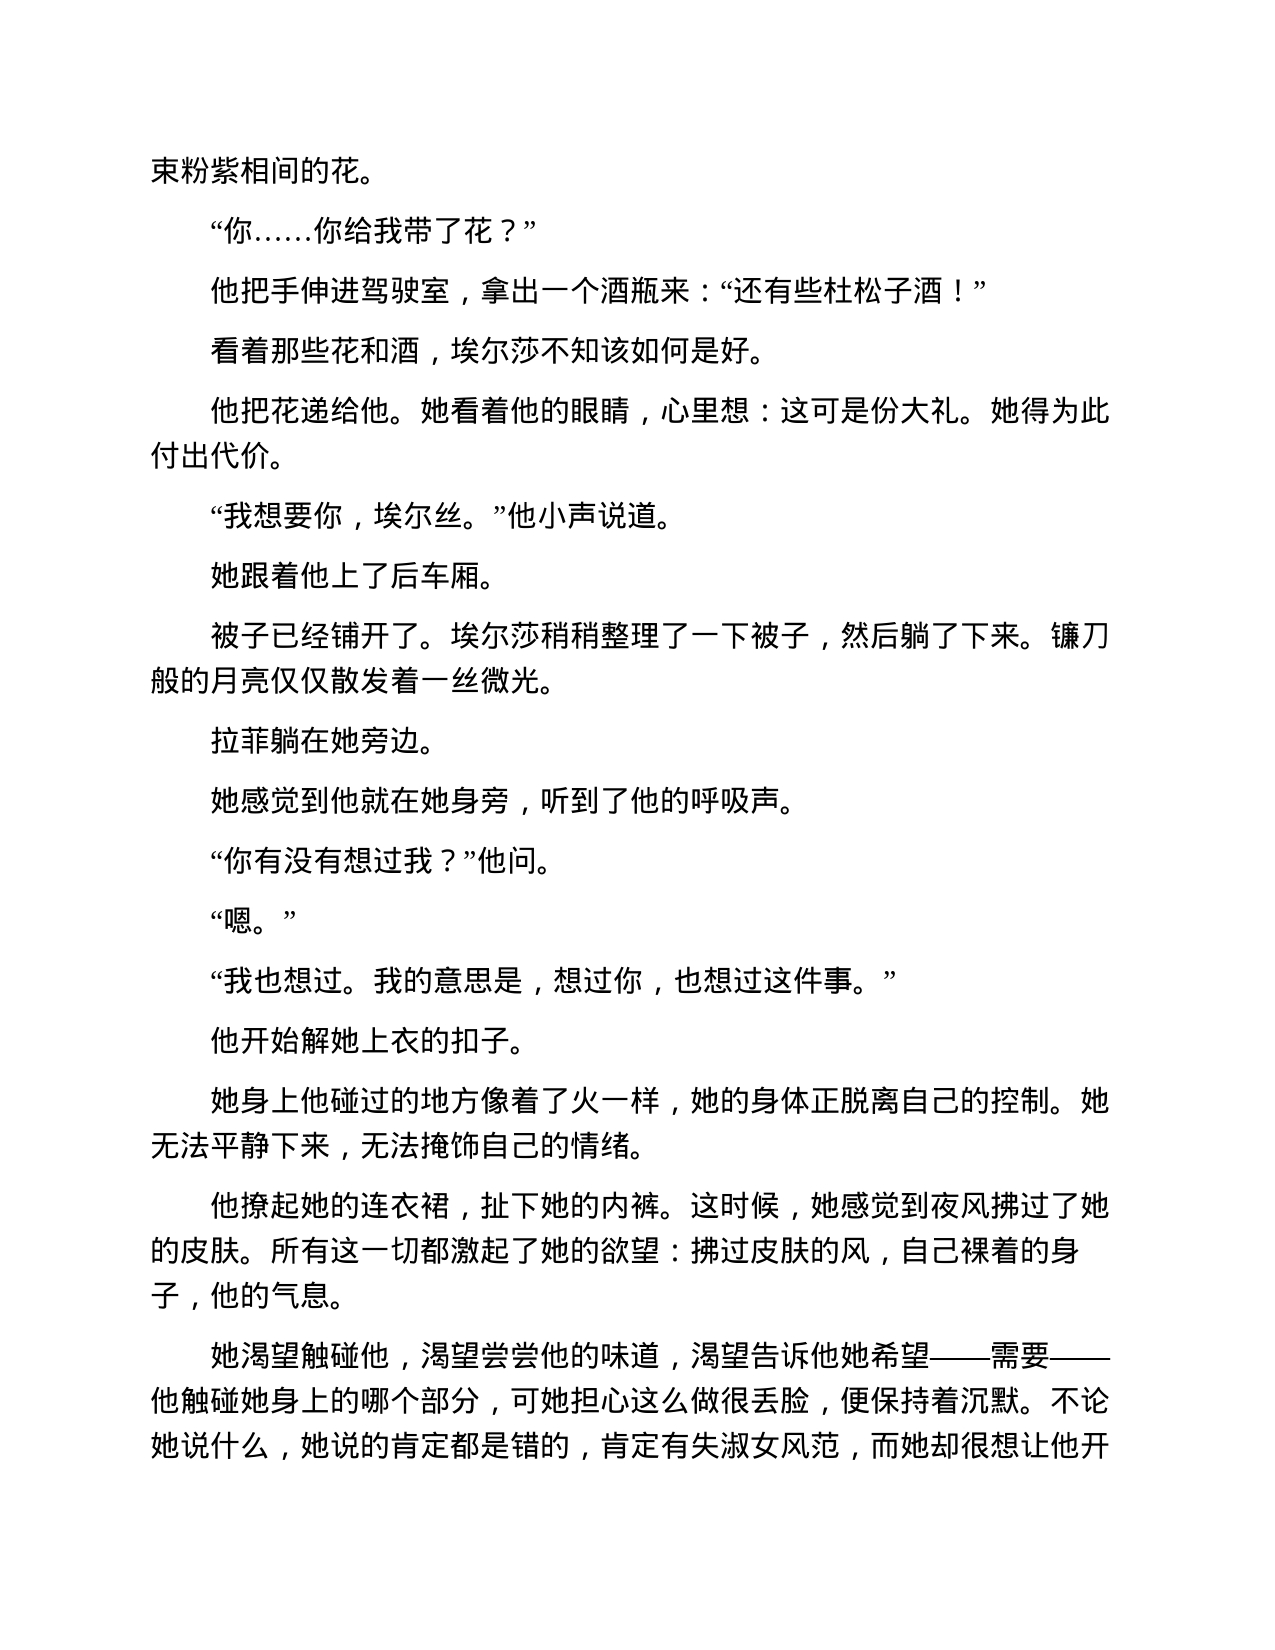 束粉紫相间的花。
“你……你给我带了花？”
他把手伸进驾驶室，拿出一个酒瓶来：“还有些杜松子酒！”
看着那些花和酒，埃尔莎不知该如何是好。
他把花递给他。她看着他的眼睛，心里想：这可是份大礼。她得为此
付出代价。
“我想要你，埃尔丝。”他小声说道。
她跟着他上了后车厢。
被子已经铺开了。埃尔莎稍稍整理了一下被子，然后躺了下来。镰刀
般的月亮仅仅散发着一丝微光。
拉菲躺在她旁边。
她感觉到他就在她身旁，听到了他的呼吸声。
“你有没有想过我？”他问。
“嗯。”
“我也想过。我的意思是，想过你，也想过这件事。”
他开始解她上衣的扣子。
她身上他碰过的地方像着了火一样，她的身体正脱离自己的控制。她
无法平静下来，无法掩饰自己的情绪。
他撩起她的连衣裙，扯下她的内裤。这时候，她感觉到夜风拂过了她
的皮肤。所有这一切都激起了她的欲望：拂过皮肤的风，自己裸着的身
子，他的气息。
她渴望触碰他，渴望尝尝他的味道，渴望告诉他她希望——需要——
他触碰她身上的哪个部分，可她担心这么做很丢脸，便保持着沉默。不论
她说什么，她说的肯定都是错的，肯定有失淑女风范，而她却很想让他开